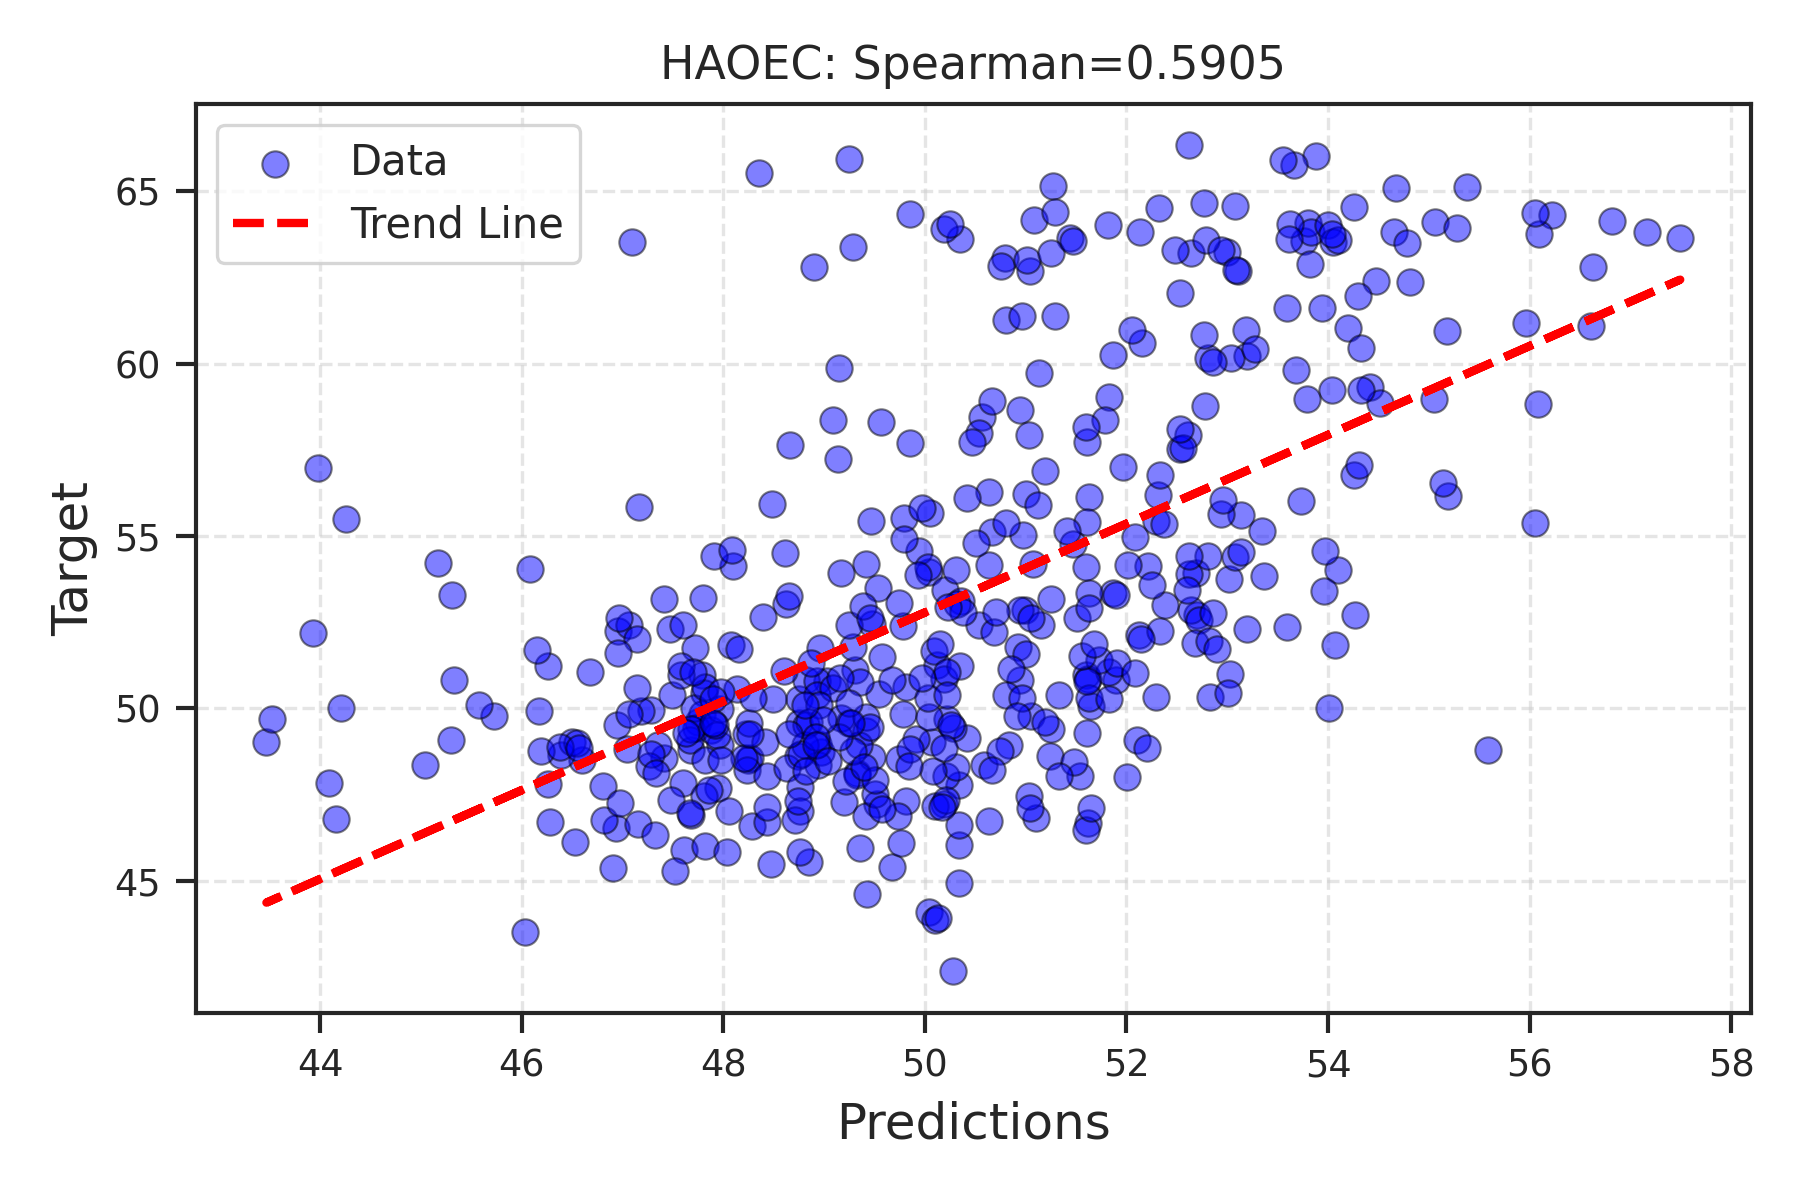 HAOEC: Spearman=0.5905
Data
Trend Line
65
60
55
50
45
Target
44 46 48 50 52 54 56 58
Predictions